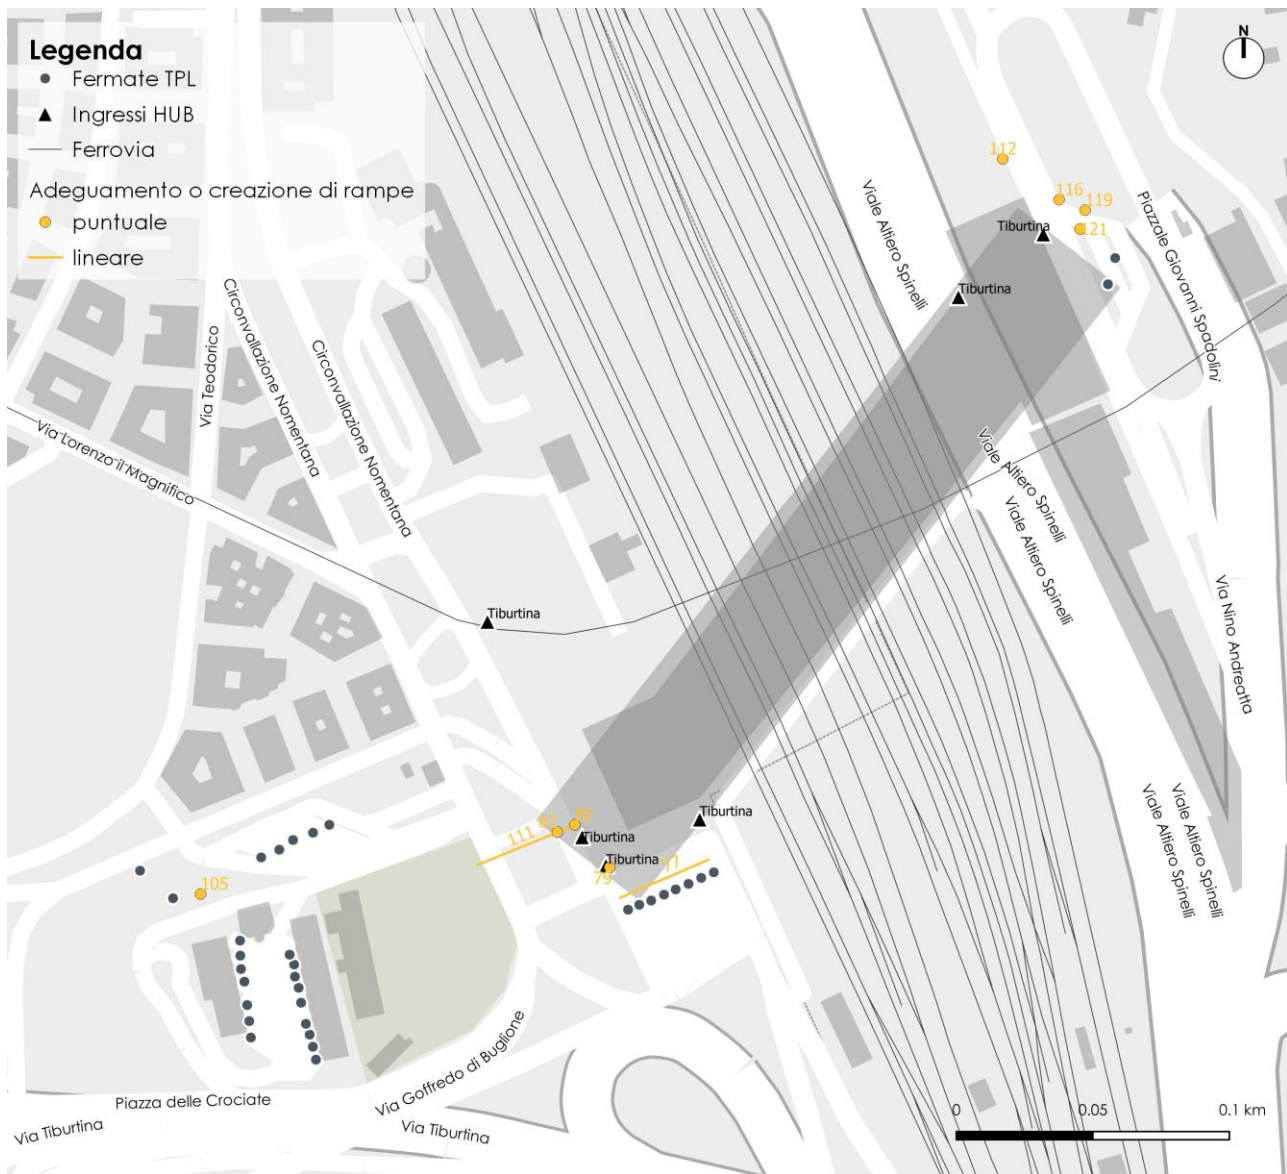 Legenda
Fermate TPL
Ingressi HUB
Ferrovia
Adeguamento o creazione di rampe
puntuale
lineare
N
112
116
119
121
Tiburtina
Tiburtina
Viale Altiero Spinelli
Piazzale Giovanni Spadolini
Via Teodorico
Circonvallazione Nomentana
Circonvallazione Nomentana
Via Lorenzo il Magnifico
Viale Altiero Spinelli
Viale Altiero Spinelli
Via Nino Andreatta
Tiburtina
Tiburtina
Tiburtina
Tiburtina
111
77
79
105
Viale Altiero Spinelli
Viale Altiero Spinelli
Via Goffredo di Buglione
Piazza delle Crociate
Via Tiburtina
Via Tiburtina
0 0.05 0.1 km